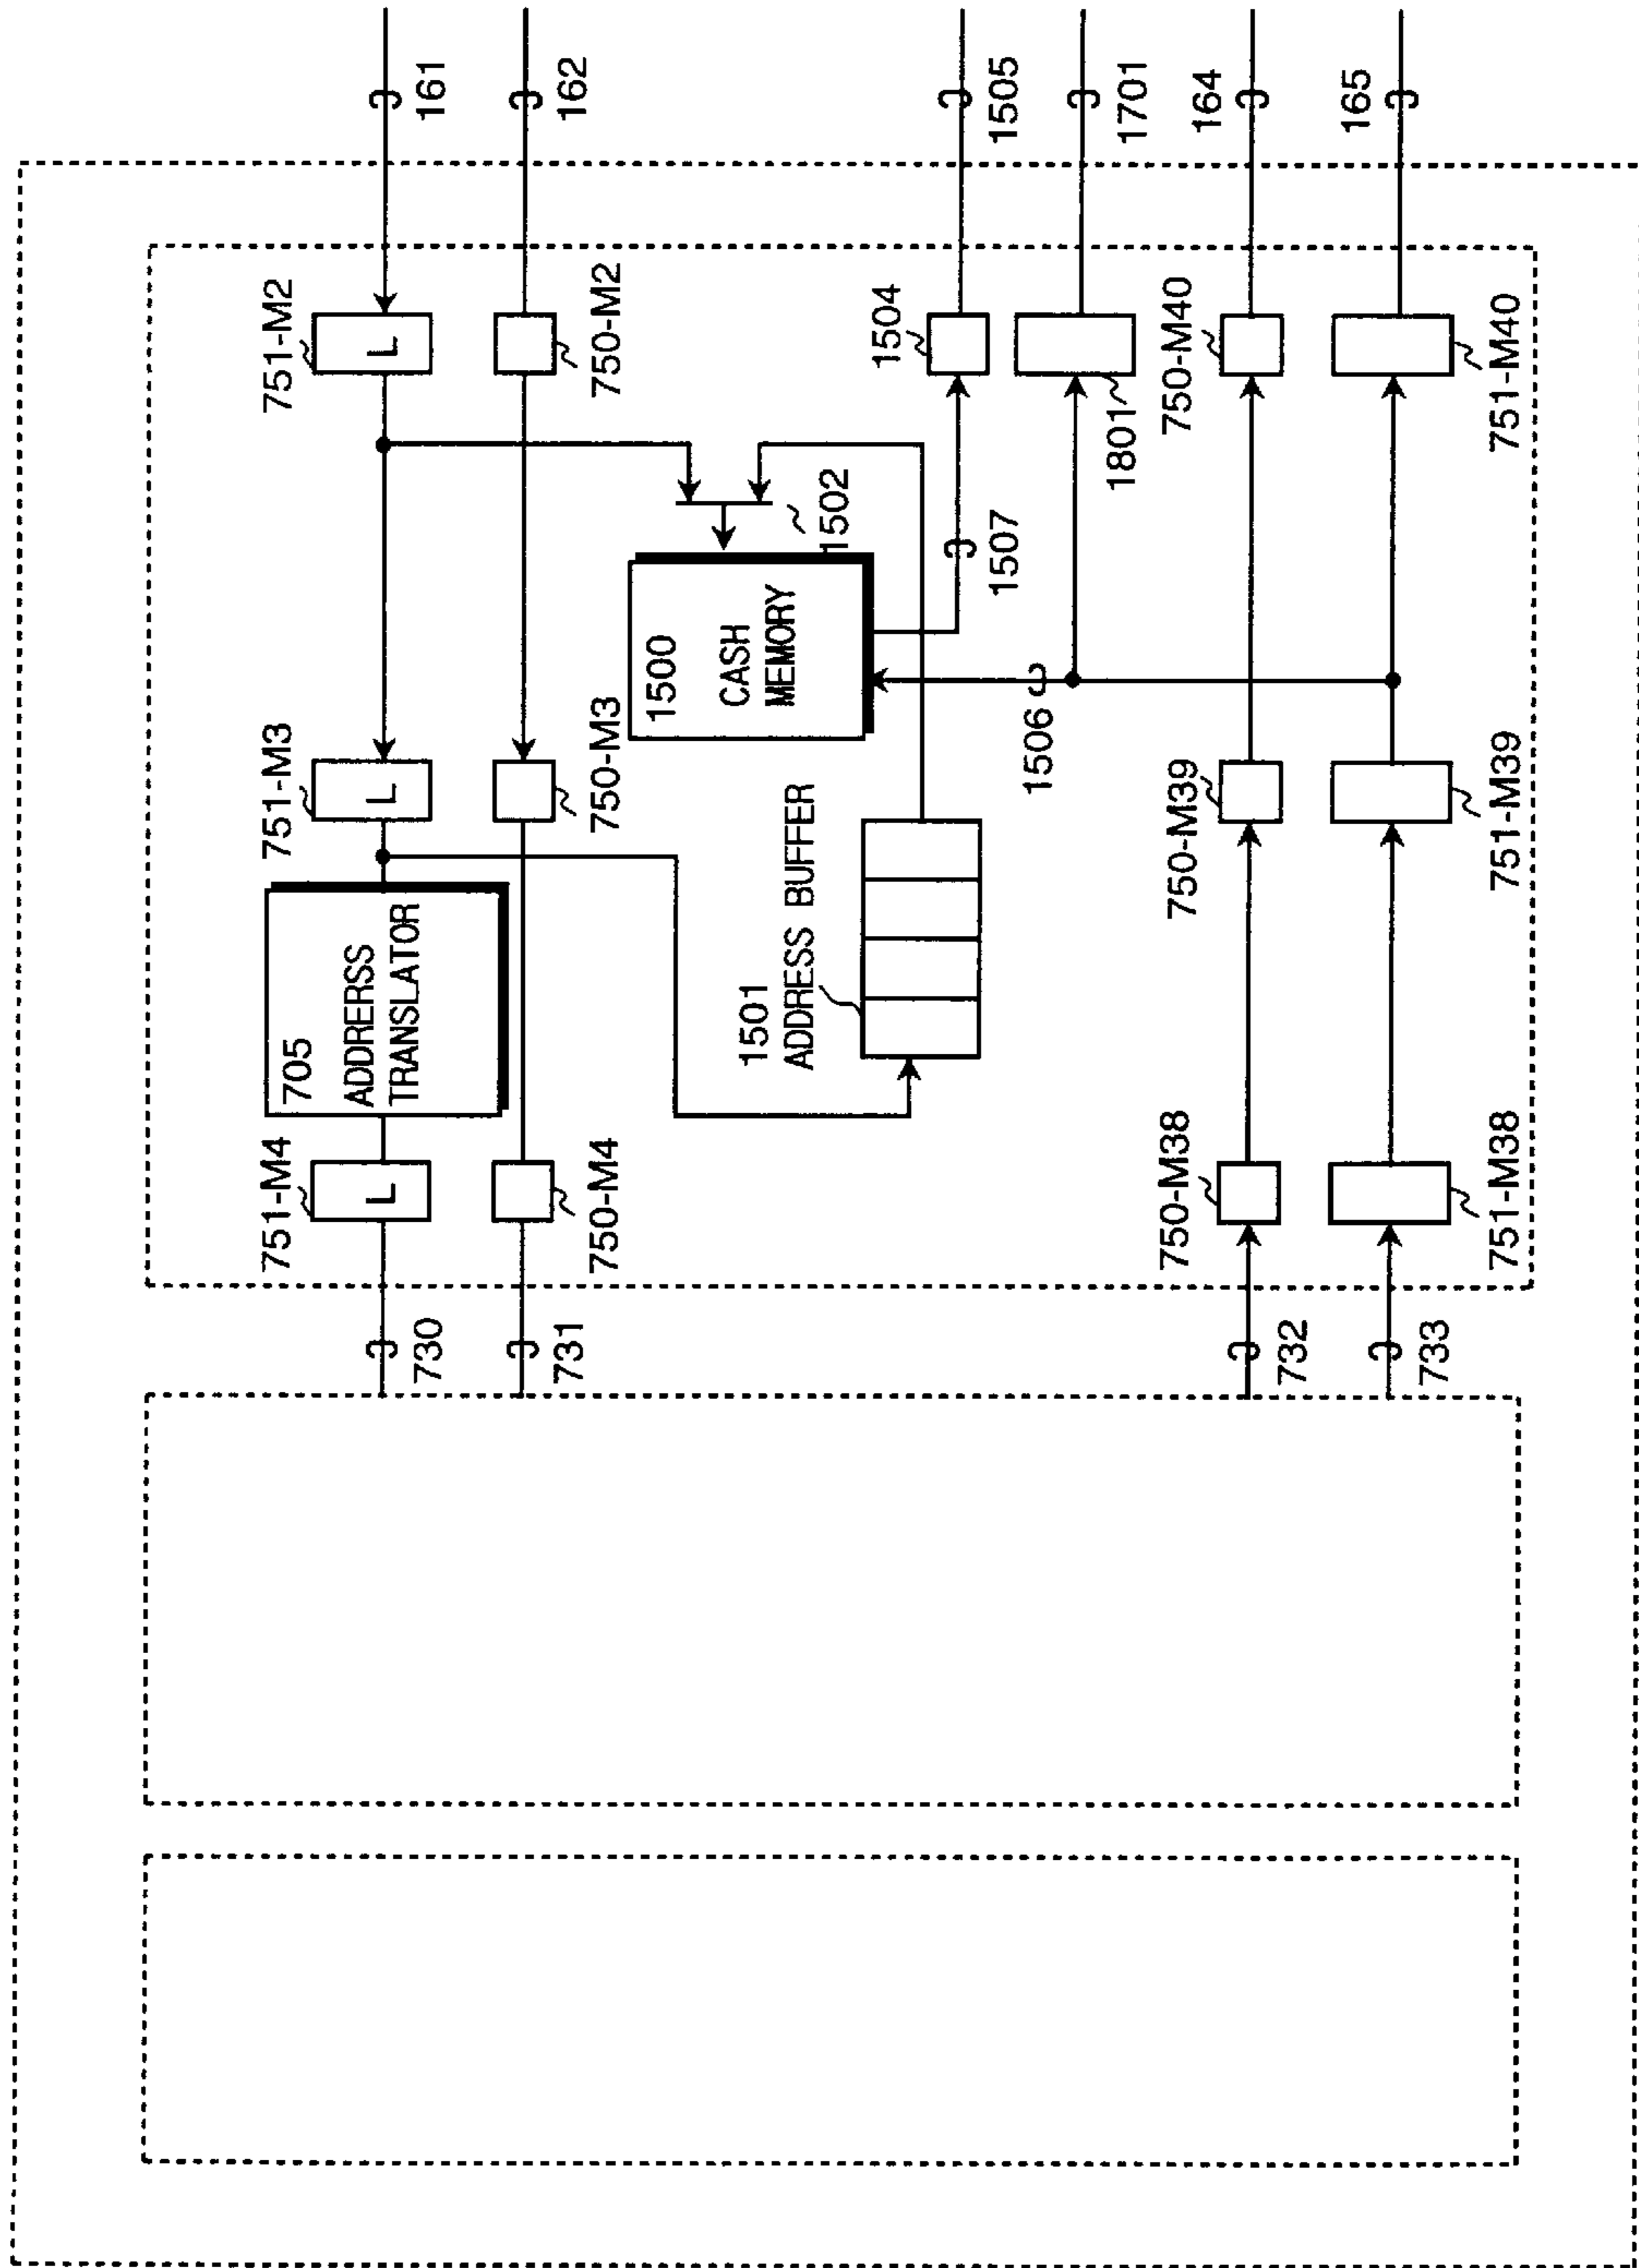 161
162
1505
1701
164
165
751-M2
L
750-M2
1504
1801
750-M40
751-M40
1502
1507
1500
CASH
MEMORY
1506
751-M3
L
750-M3
750-M39
751-M39
705
ADDRERSS
TRANSLATOR
1501
ADDRESS BUFFER
751-M4
L
750-M4
750-M38
751-M38
730
731
732
733